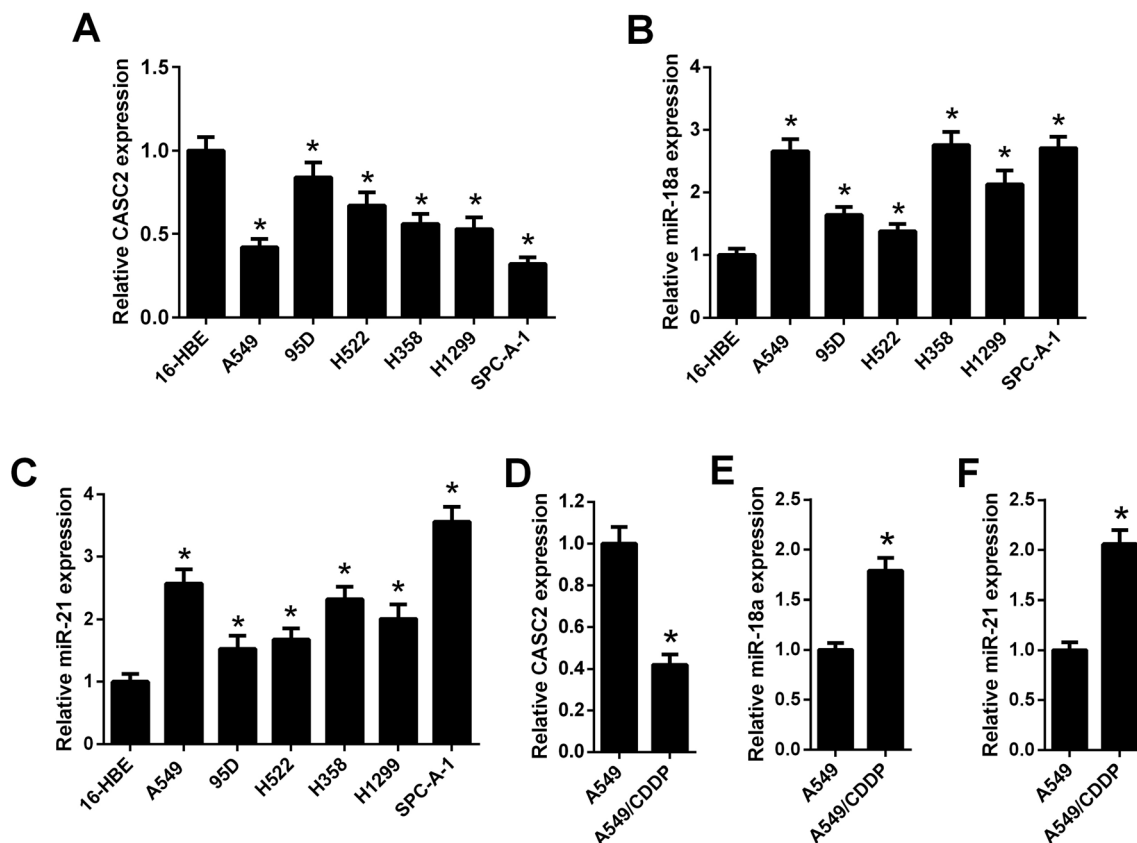 A
Relative CASC2 expression
1.5
1.0
0.5
0.0
* * * * * *
16-HBE A549 95D H522 H358 H1299 SPC-A-1
B
Relative miR-18a expression
4
3
2
1
0
* * * * * *
16-HBE A549 95D H522 H358 H1299 SPC-A-1
C
Relative miR-21 expression
4
3
2
1
0
* * * * * *
16-HBE A549 95D H522 H358 H1299 SPC-A-1
D
Relative CASC2 expression
1.2
1.0
0.8
0.6
0.4
0.2
0.0
*
A549 A549/CDDP
E
Relative miR-18a expression
2.5
2.0
1.5
1.0
0.5
0.0
*
A549 A549/CDDP
F
Relative miR-21 expression
2.5
2.0
1.5
1.0
0.5
0.0
*
A549 A549/CDDP